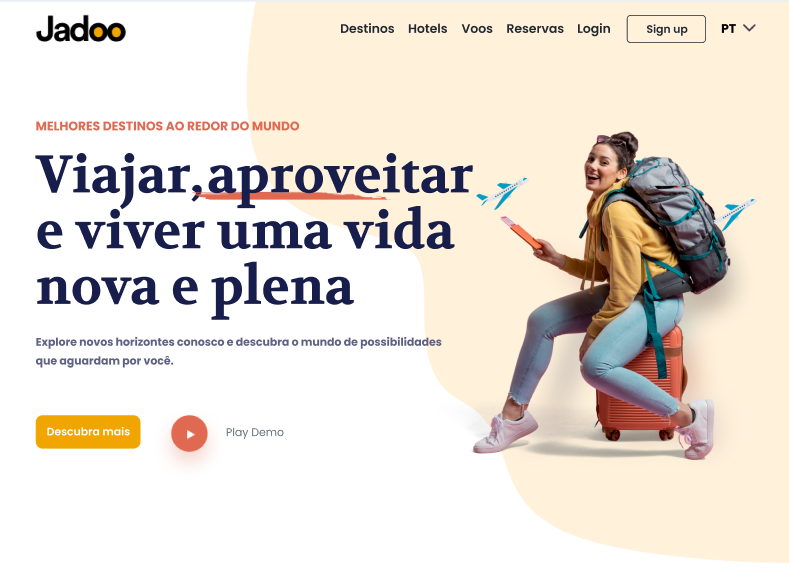 Jadoo
Destinos Hotels Voos Reservas Login Sign up PT
MELHORES DESTINOS AO REDOR DO MUNDO
Viajar, aproveitar
e viver uma vida
nova e plena
Explore novos horizontes conosco e descubra o mundo de possibilidades
que aguardam por você.
Descubra mais
Play Demo